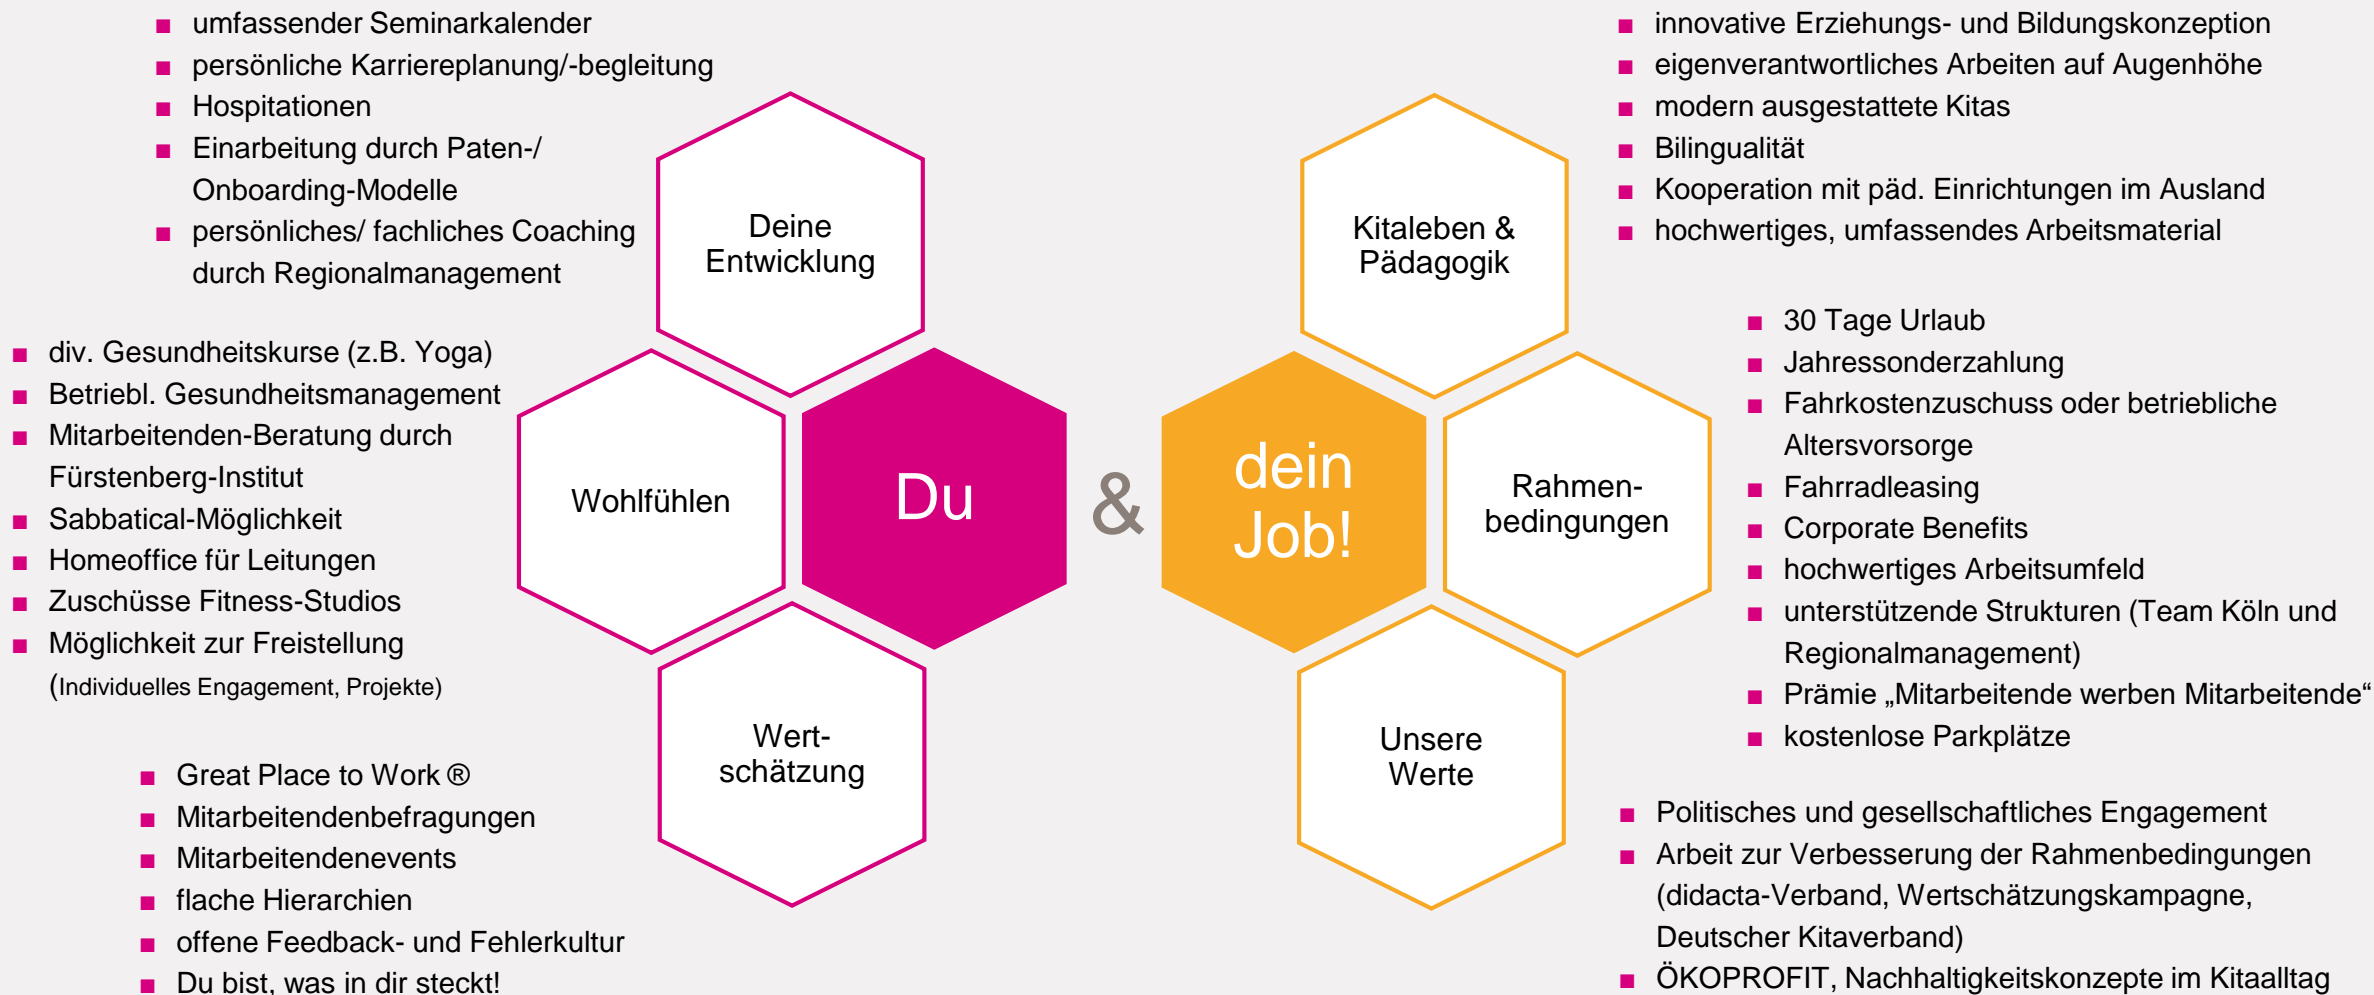 umfassender Seminarkalender
persönliche Karriereplanung/-begleitung
Hospitationen
Einarbeitung durch Paten-/
Onboarding-Modelle
persönliches/ fachliches Coaching
durch Regionalmanagement
Deine
Entwicklung
div. Gesundheitskurse (z.B. Yoga)
Betriebl. Gesundheitsmanagement
Mitarbeitenden-Beratung durch
Fürstenberg-Institut
Sabbatical-Möglichkeit
Homeoffice für Leitungen
Zuschüsse Fitness-Studios
Möglichkeit zur Freistellung
(Individuelles Engagement, Projekte)
Wohlfühlen
Great Place to Work ®
Mitarbeitendenbefragungen
Mitarbeitendenevents
flache Hierarchien
offene Feedback- und Fehlerkultur
Du bist, was in dir steckt!
Wert-
schätzung
Du
&
dein
Job!
Kitaleben &
Pädagogik
innovative Erziehungs- und Bildungskonzeption
eigenverantwortliches Arbeiten auf Augenhöhe
modern ausgestattete Kitas
Bilingualität
Kooperation mit päd. Einrichtungen im Ausland
hochwertiges, umfassendes Arbeitsmaterial
Rahmen-
bedingungen
30 Tage Urlaub
Jahressonderzahlung
Fahrkostenzuschuss oder betriebliche
Altersvorsorge
Fahrradleasing
Corporate Benefits
hochwertiges Arbeitsumfeld
unterstützende Strukturen (Team Köln und
Regionalmanagement)
Prämie „Mitarbeitende werben Mitarbeitende“
kostenlose Parkplätze
Unsere
Werte
Politisches und gesellschaftliches Engagement
Arbeit zur Verbesserung der Rahmenbedingungen
(didacta-Verband, Wertschätzungskampagne,
Deutscher Kitaverband)
ÖKOPROFIT, Nachhaltigkeitskonzepte im Kitaalltag